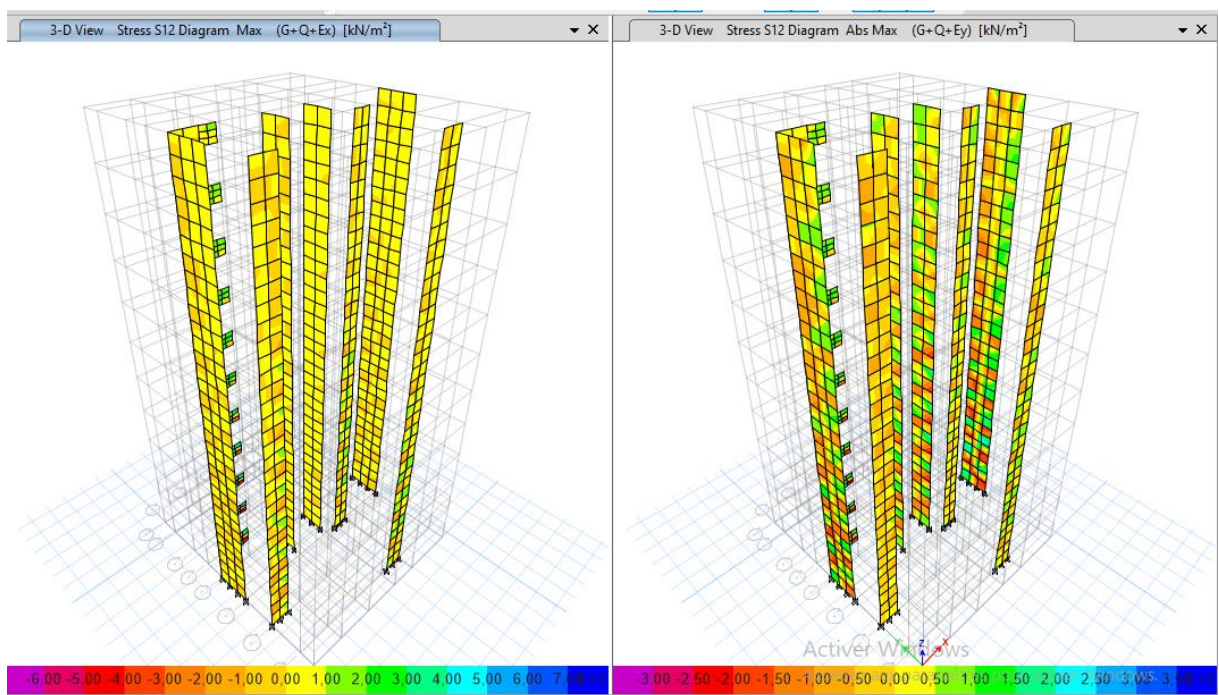 3-D View Stress S12 Diagram Max (G+Q+Ex) [kN/m²]
3-D View Stress S12 Diagram Abs Max (G+Q+Ey) [kN/m²]
Z
X
Activer Windows
-6,00 -5,00 -4,00 -3,00 -2,00 -1,00 0,00 1,00 2,00 3,00 4,00 5,00 6,00 7,0
-3,00 -2,50 -2,00 -1,50 -1,00 -0,50 0,00 0,50 1,00 1,50 2,00 2,50 3,00 3,